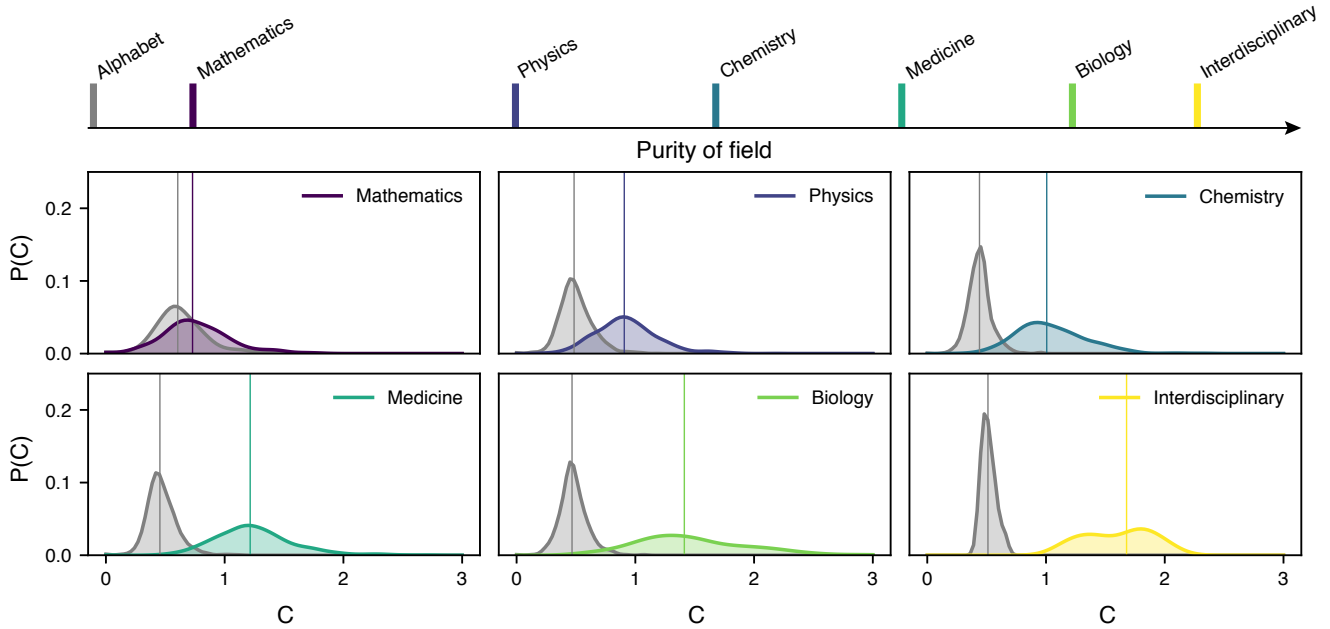 Alphabet
Mathematics
Physics
Chemistry
Medicine
Biology
Interdisciplinary
Purity of field
Mathematics
Physics
Chemistry
P(C)
0.2
0.1
0.0
Medicine
Biology
Interdisciplinary
P(C)
0.2
0.1
0.0
0 1 2 3
0 1 2 3
0 1 2 3
C
C
C